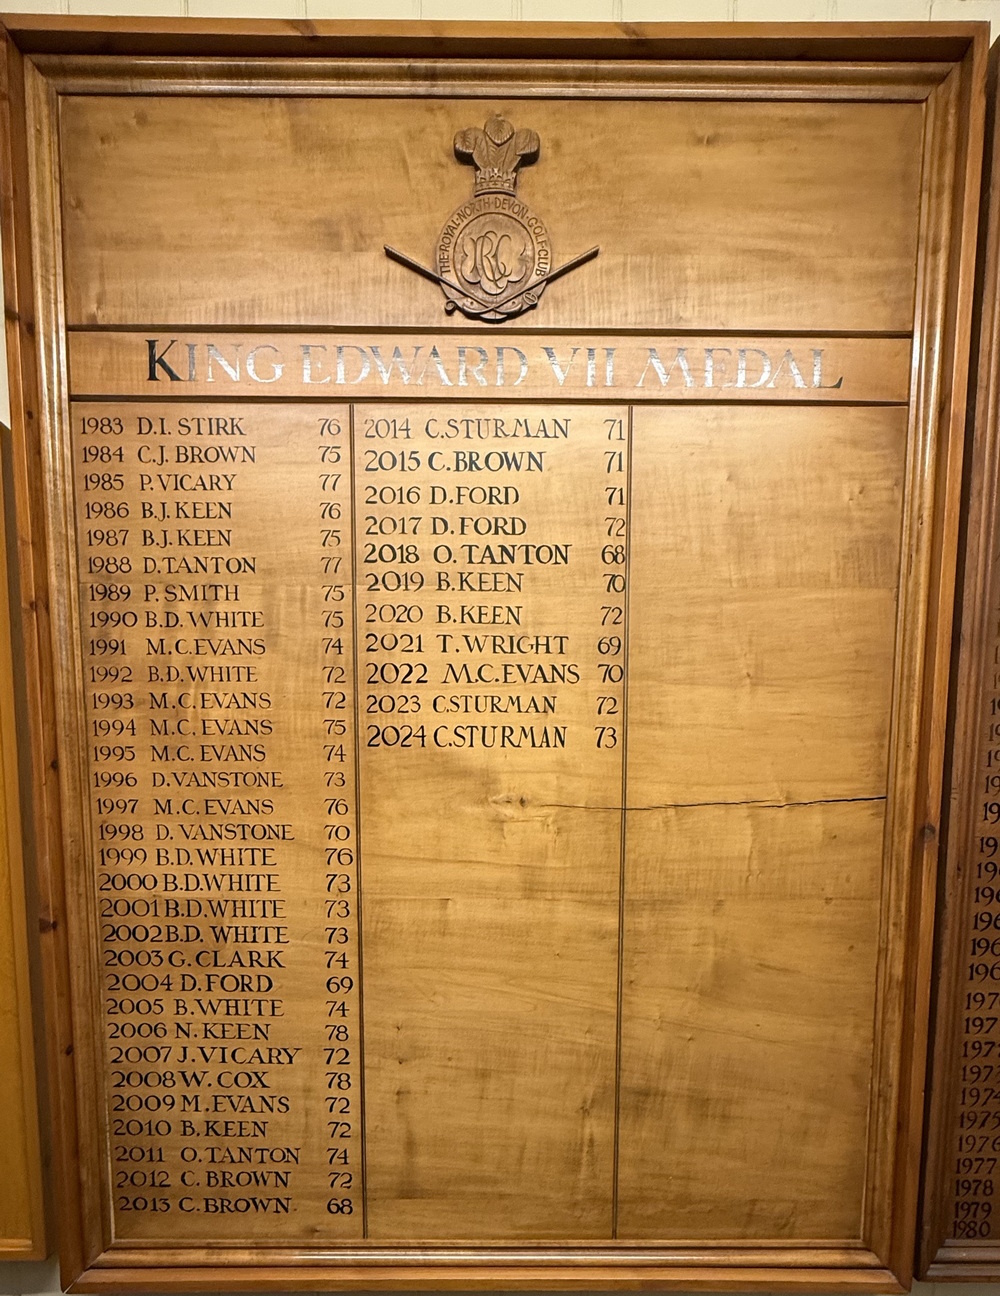 THE·ROYAL·NORTH·DEVON·GOLF·CLUB
KING EDWARD VII MEDAL
1983 D.I. STIRK 76
1984 C.J. BROWN 75
1985 P. VICARY 77
1986 B.J. KEEN 76
1987 B.J. KEEN 75
1988 D. TANTON 77
1989 P. SMITH 75
1990 B.D. WHITE 75
1991 M.C. EVANS 74
1992 B.D. WHITE 72
1993 M.C. EVANS 72
1994 M.C. EVANS 75
1995 M.C. EVANS 74
1996 D. VANSTONE 73
1997 M.C. EVANS 76
1998 D. VANSTONE 70
1999 B.D. WHITE 76
2000 B.D. WHITE 73
2001 B.D. WHITE 73
2002 B.D. WHITE 73
2003 G. CLARK 74
2004 D. FORD 69
2005 B. WHITE 74
2006 N. KEEN 78
2007 J. VICARY 72
2008 W. COX 78
2009 M. EVANS 72
2010 B. KEEN 72
2011 O. TANTON 74
2012 C. BROWN 72
2013 C. BROWN 68
2014 C. STURMAN 71
2015 C. BROWN 71
2016 D. FORD 71
2017 D. FORD 72
2018 O. TANTON 68
2019 B. KEEN 70
2020 B. KEEN 72
2021 T. WRIGHT 69
2022 M.C. EVANS 70
2023 C. STURMAN 72
2024 C. STURMAN 73
1975
1976
1977
1978
1979
1980